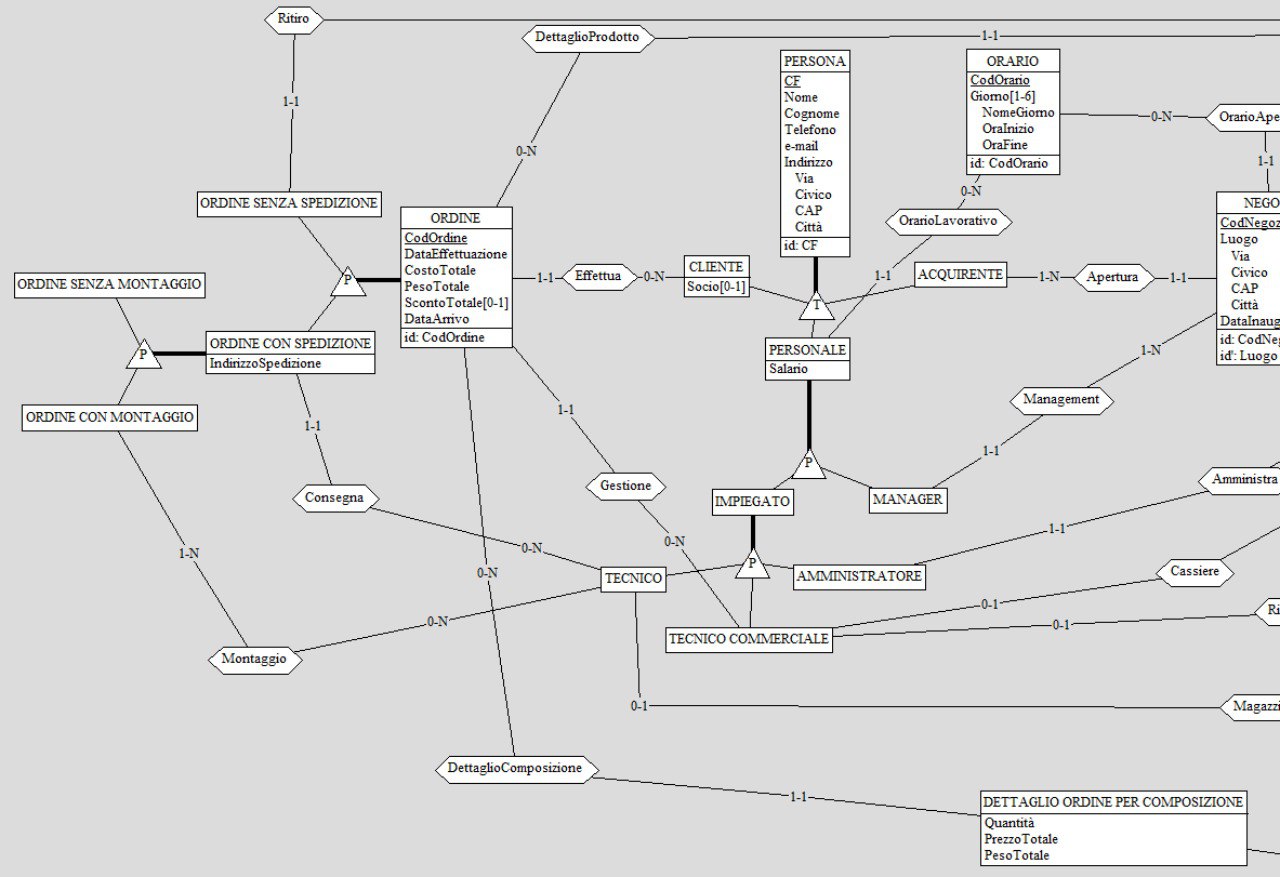 ORDINE SENZA MONTAGGIO
ORDINE CON MONTAGGIO
P
1-N
Montaggio
ORDINE SENZA SPEDIZIONE
ORDINE CON SPEDIZIONE
IndirizzoSpedizione
Ritiro
1-1
Consegna
1-1
P
ORDINE
CodOrdine
DataEffettuazione
CostoTotale
PesoTotale
ScontoTotale[0-1]
DataArrivo
id: CodOrdine
0-N
0-N
0-N
0-N
DettaglioComposizione
DettaglioProdotto
1-1
Effettua
0-N
1-1
Gestione
0-N
TECNICO
0-1
CLIENTE
Socio[0-1]
TECNICO COMMERCIALE
P
IMPIEGATO
P
PERSONALE
Salario
T
PERSONA
CF
Nome
Cognome
Telefono
e-mail
Indirizzo
Via
Civico
CAP
Città
id: CF
1-1
AMMINISTRATORE
MANAGER
1-1
OrarioLavorativo
0-N
ACQUIRENTE
ORARIO
CodOrario
Giorno[1-6]
NomeGiorno
OraInizio
OraFine
id: CodOrario
1-1
DETTAGLIO ORDINE PER COMPOSIZIONE
Quantità
PrezzoTotale
PesoTotale
0-1
0-1
1-1
1-1
Management
1-N
1-N
Apertura
1-1
0-N
Cassiere
Magazzi
Ri
Amministra
NEGO
CodNegoz
Luogo
Via
Civico
CAP
Città
DataInaug
id: CodNeg
id': Luogo
1-1
OrarioApe